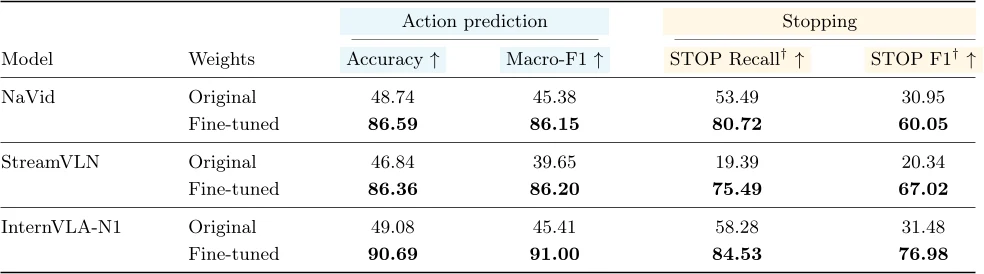 Action prediction Stopping
Model Weights Accuracy ↑ Macro-F1 ↑ STOP Recall† ↑ STOP F1† ↑
NaVid Original 48.74 45.38 53.49 30.95
Fine-tuned 86.59 86.15 80.72 60.05
StreamVLN Original 46.84 39.65 19.39 20.34
Fine-tuned 86.36 86.20 75.49 67.02
InternVLA-N1 Original 49.08 45.41 58.28 31.48
Fine-tuned 90.69 91.00 84.53 76.98